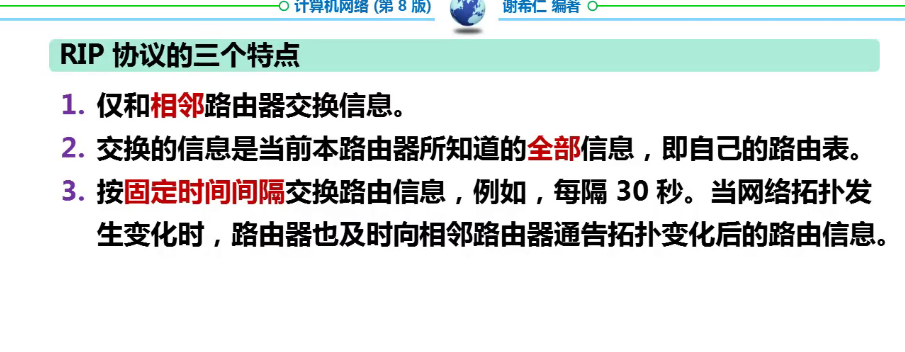 计算机网络 (第 8 版) 谢希仁 编著
RIP 协议的三个特点
1. 仅和相邻路由器交换信息。
2. 交换的信息是当前本路由器所知道的全部信息，即自己的路由表。
3. 按固定时间间隔交换路由信息，例如，每隔 30 秒。当网络拓扑发
生变化时，路由器也及时向相邻路由器通告拓扑变化后的路由信息。